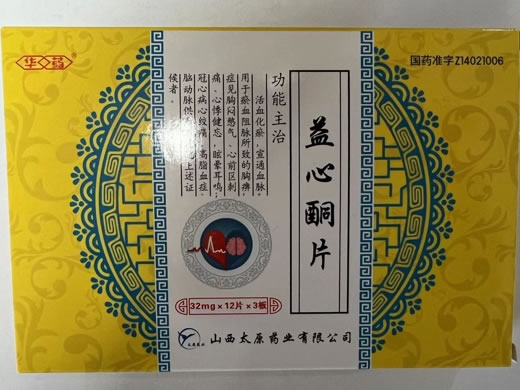 华药
国药准字Z14021006
益心酮片
功能主治
活血化瘀，宣通血脉。
用于瘀血阻脉所致的胸痹，
症见胸闷憋气、心前区刺
痛、心悸健忘、眩晕耳鸣；
冠心病心绞痛、高脂血症、
脑动脉供 上述证
候者。
32mg×12片×3板
山西太原药业有限公司